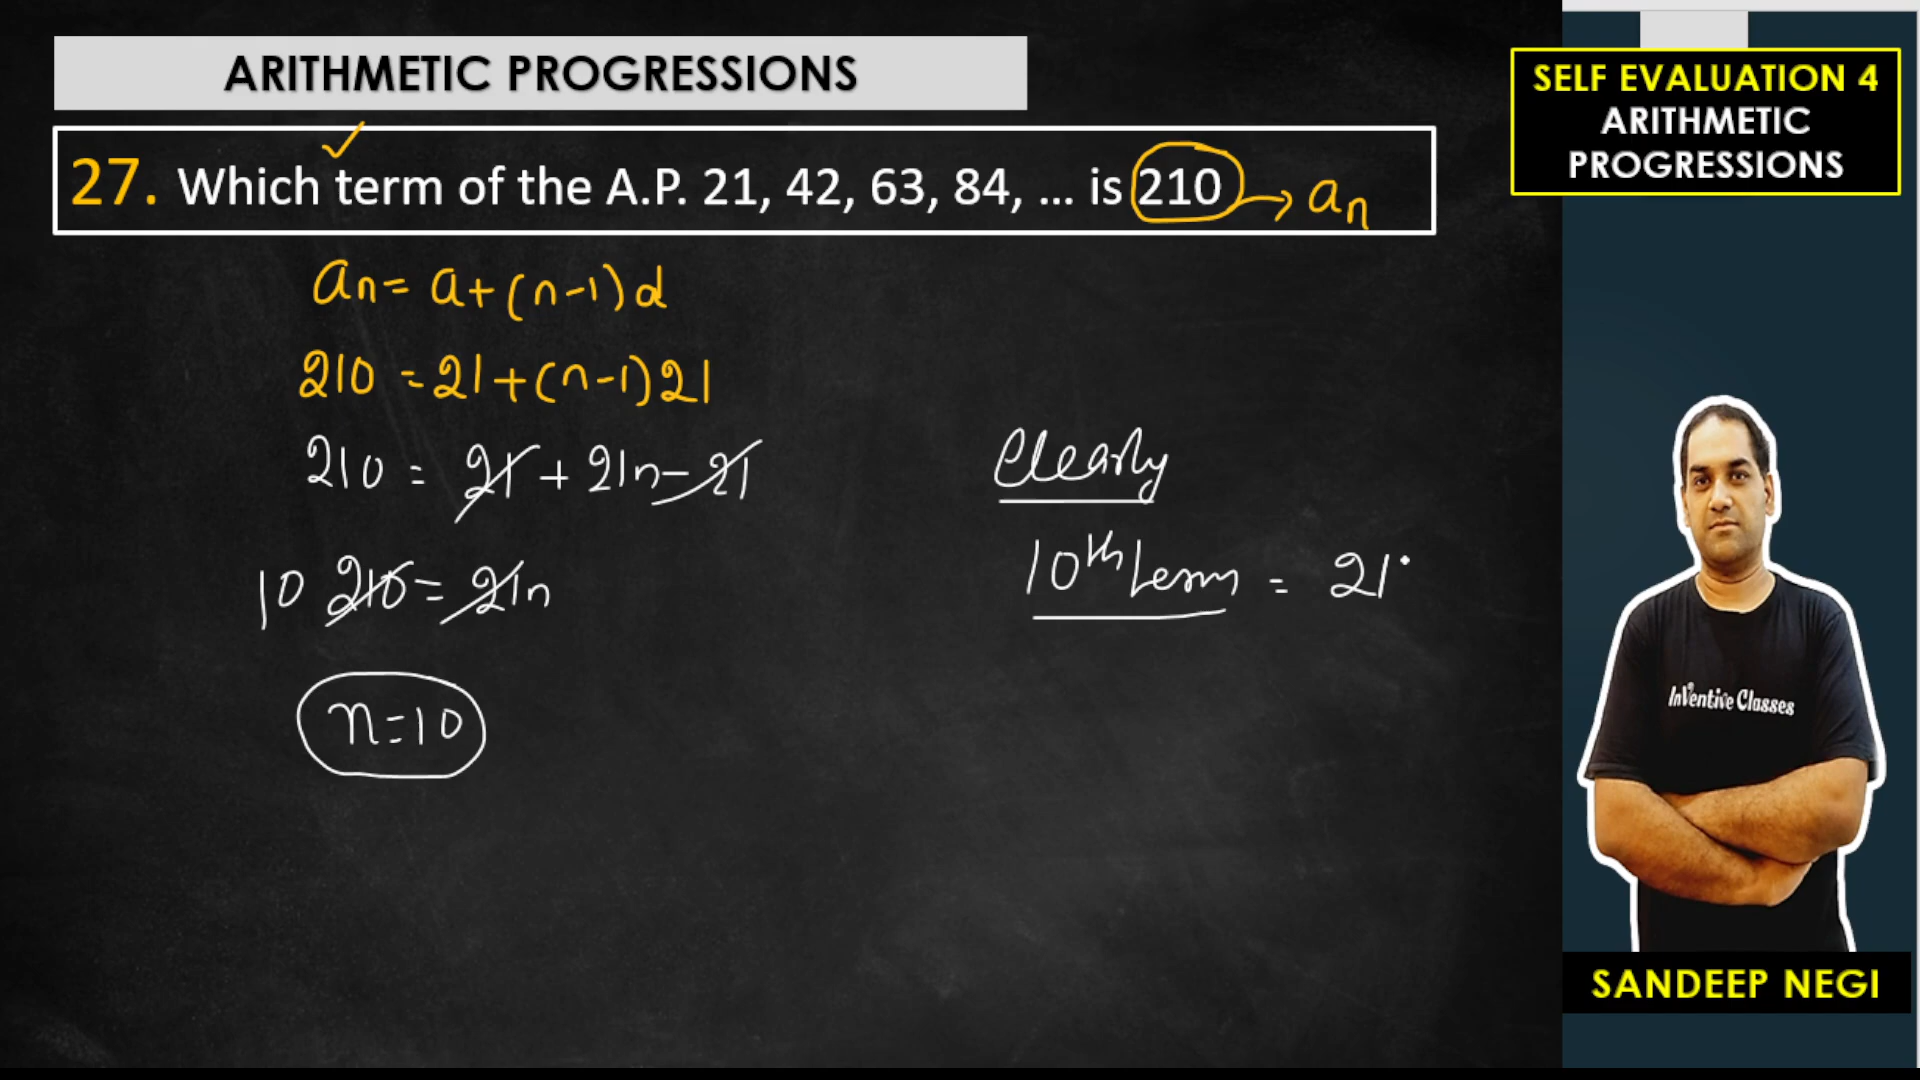 ARITHMETIC PROGRESSIONS
SELF EVALUATION 4
ARITHMETIC
PROGRESSIONS
27. Which term of the A.P. 21, 42, 63, 84, ... is 210 → an
an = a+(n-1)d
210 = 21+(n-1)21
210 = 21 + 21n - 21
10 210 = 21n
n=10
Clearly
10th term = 21
InVentive Classes
SANDEEP NEGI